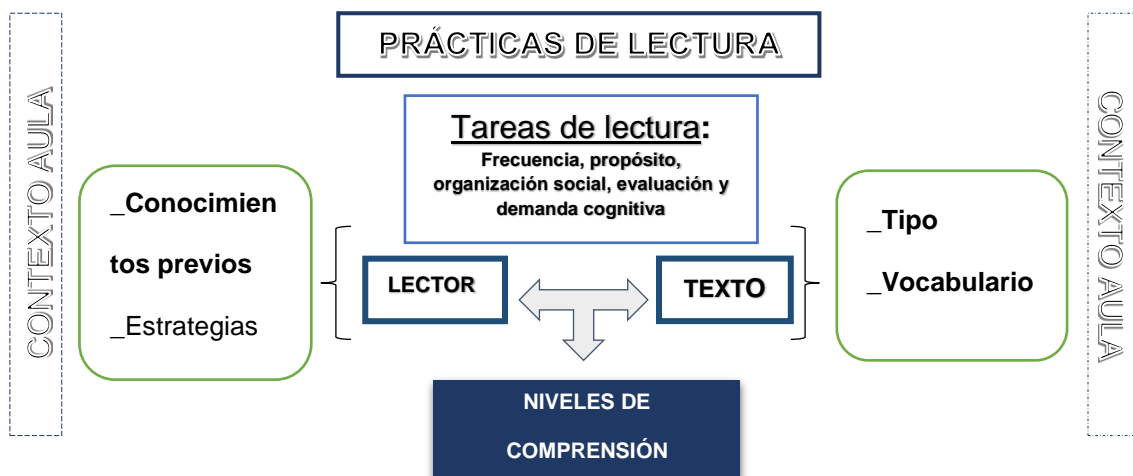 PRÁCTICAS DE LECTURA
CONTEXTO AULA
Tareas de lectura:
Frecuencia, propósito,
organización social, evaluación y
demanda cognitiva
_Conocimien
tos previos
_Estrategias
LECTOR
TEXTO
_Tipo
_Vocabulario
CONTEXTO AULA
NIVELES DE
COMPRENSIÓN